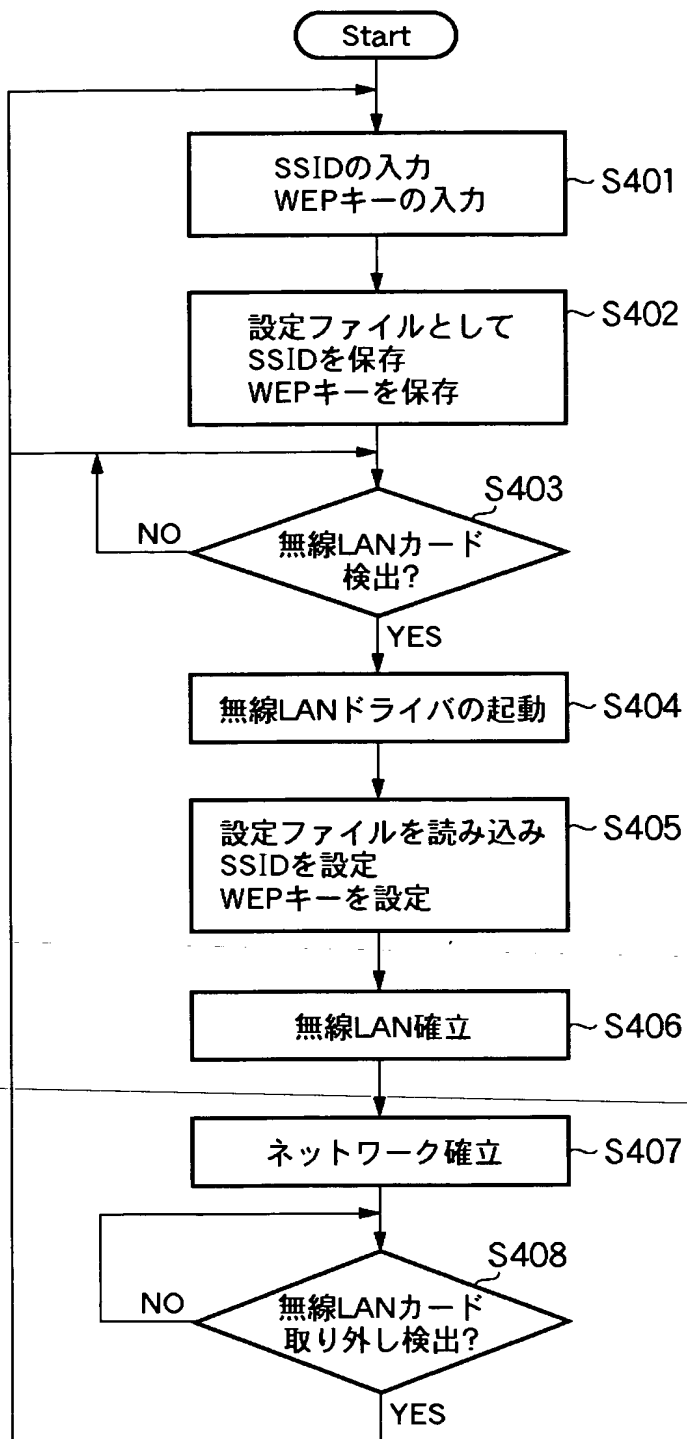 Start
SSIDの入力
WEPキーの入力
S401
設定ファイルとして
SSIDを保存
WEPキーを保存
S402
S403
無線LANカード
検出?
NO
YES
無線LANドライバの起動
S404
設定ファイルを読み込み
SSIDを設定
WEPキーを設定
S405
無線LAN確立
S406
ネットワーク確立
S407
S408
無線LANカード
取り外し検出?
NO
YES